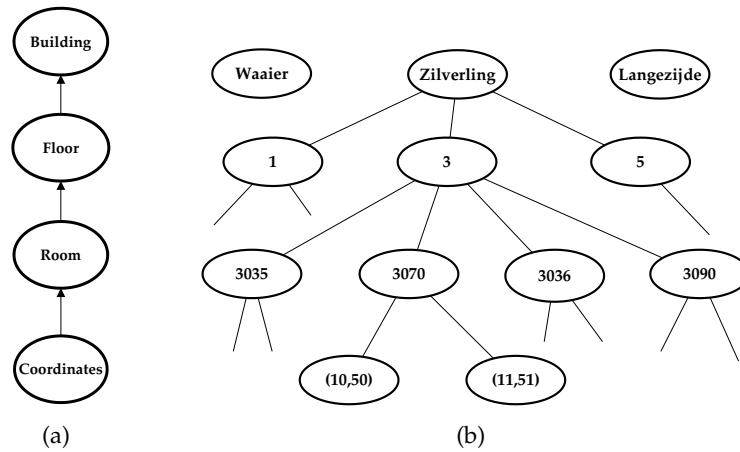 Building
Floor
Room
Coordinates
(a)
Waaier Zilverling Langezijde
1 3 5
3035 3070 3036 3090
(10,50) (11,51)
(b)